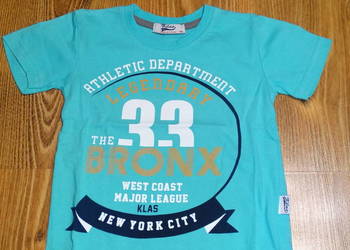 ATHLETIC DEPARTMENT
LEGENDARY
33
THE
BRONX
WEST COAST
MAJOR LEAGUE
KLAS
NEW YORK CITY